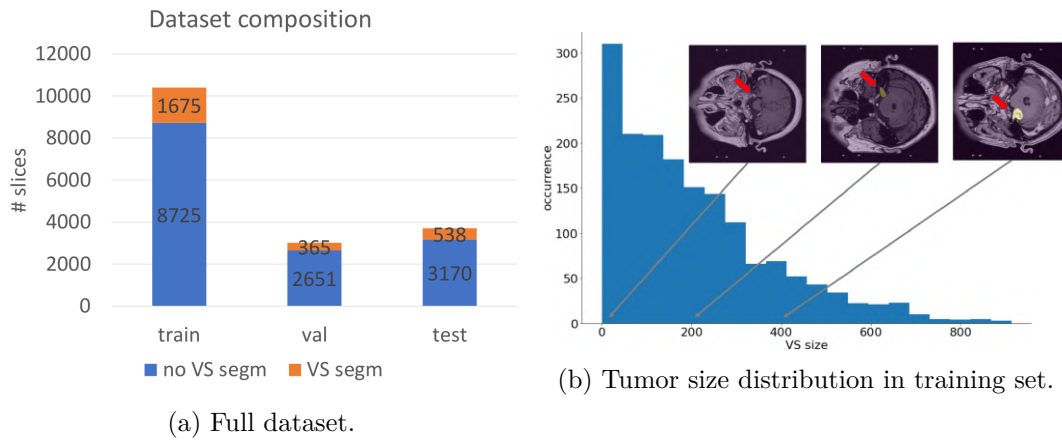 Dataset composition
12000
10000
8000
6000
4000
2000
0
# slices
1675
8725
365
2651
538
3170
train val test
no VS segm VS segm
(a) Full dataset.
300
250
200
150
100
50
0
occurrence
0 200 400 600 800
VS size
(b) Tumor size distribution in training set.